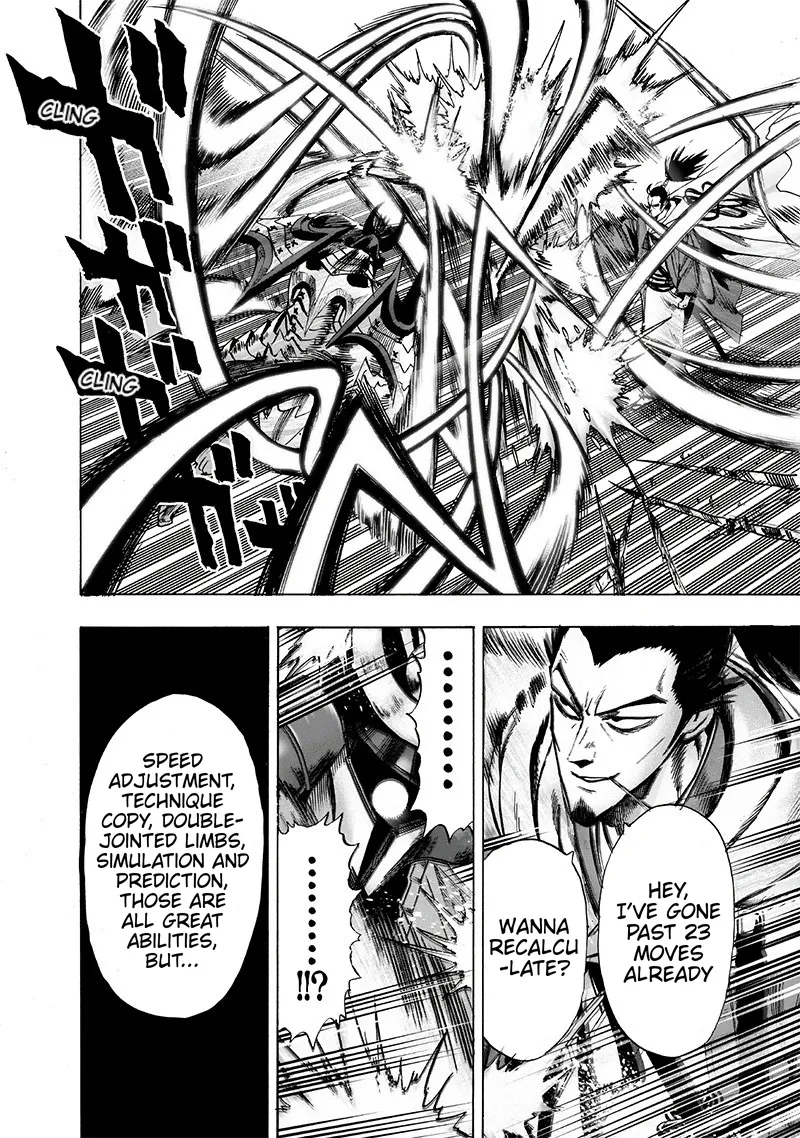 CLING
CLING
ギ
ギ
ギ
ギ
ギ
HEY,
I'VE GONE
PAST 23
MOVES
ALREADY
WANNA
RECALCU
-LATE?
.........
.........!!?
SPEED
ADJUSTMENT,
TECHNIQUE
COPY, DOUBLE-
JOINTED LIMBS,
SIMULATION AND
PREDICTION,
THOSE ARE
ALL GREAT
ABILITIES,
BUT...